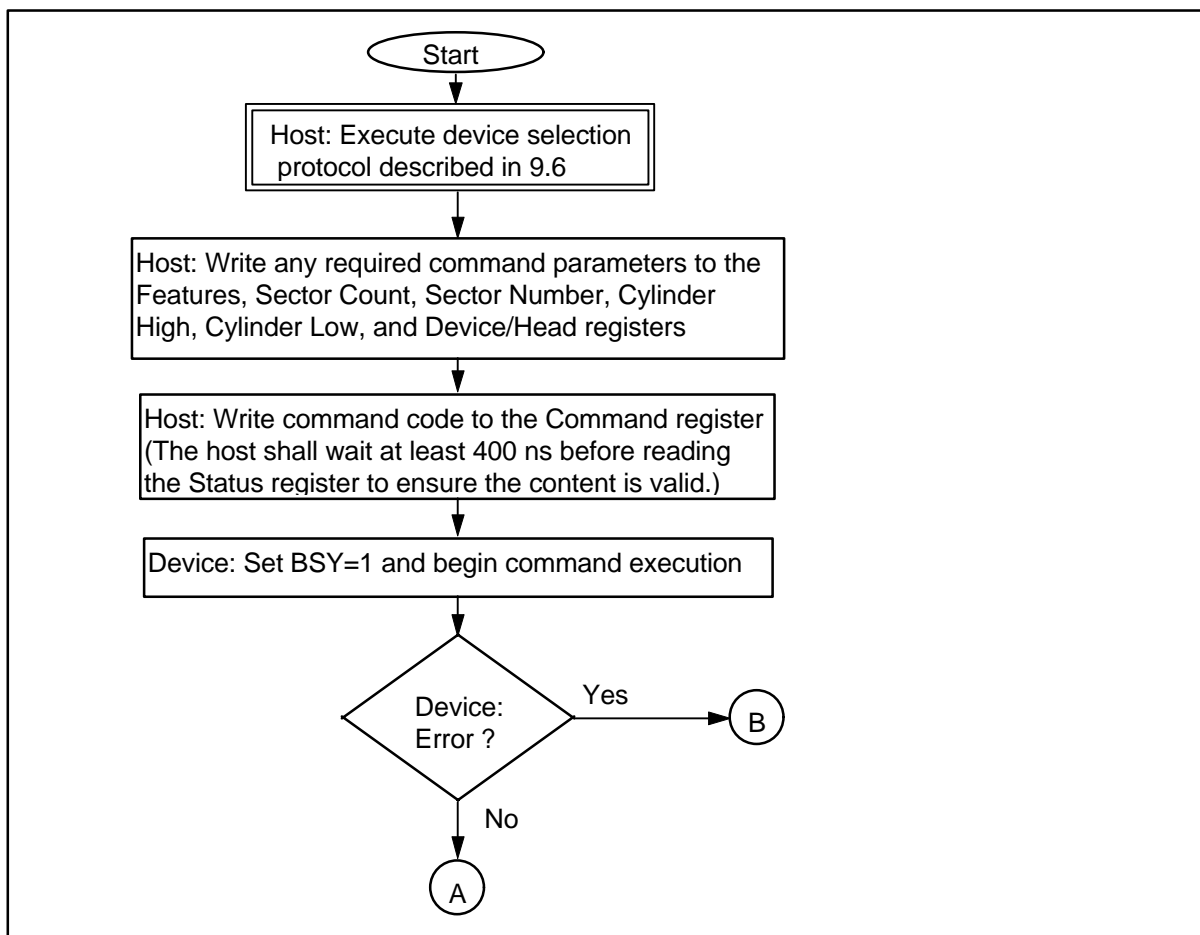 Start
Host: Execute device selection
protocol described in 9.6
Host: Write any required command parameters to the
Features, Sector Count, Sector Number, Cylinder
High, Cylinder Low, and Device/Head registers
Host: Write command code to the Command register
(The host shall wait at least 400 ns before reading
the Status register to ensure the content is valid.)
Device: Set BSY=1 and begin command execution
Device:
Error ?
Yes
B
No
A